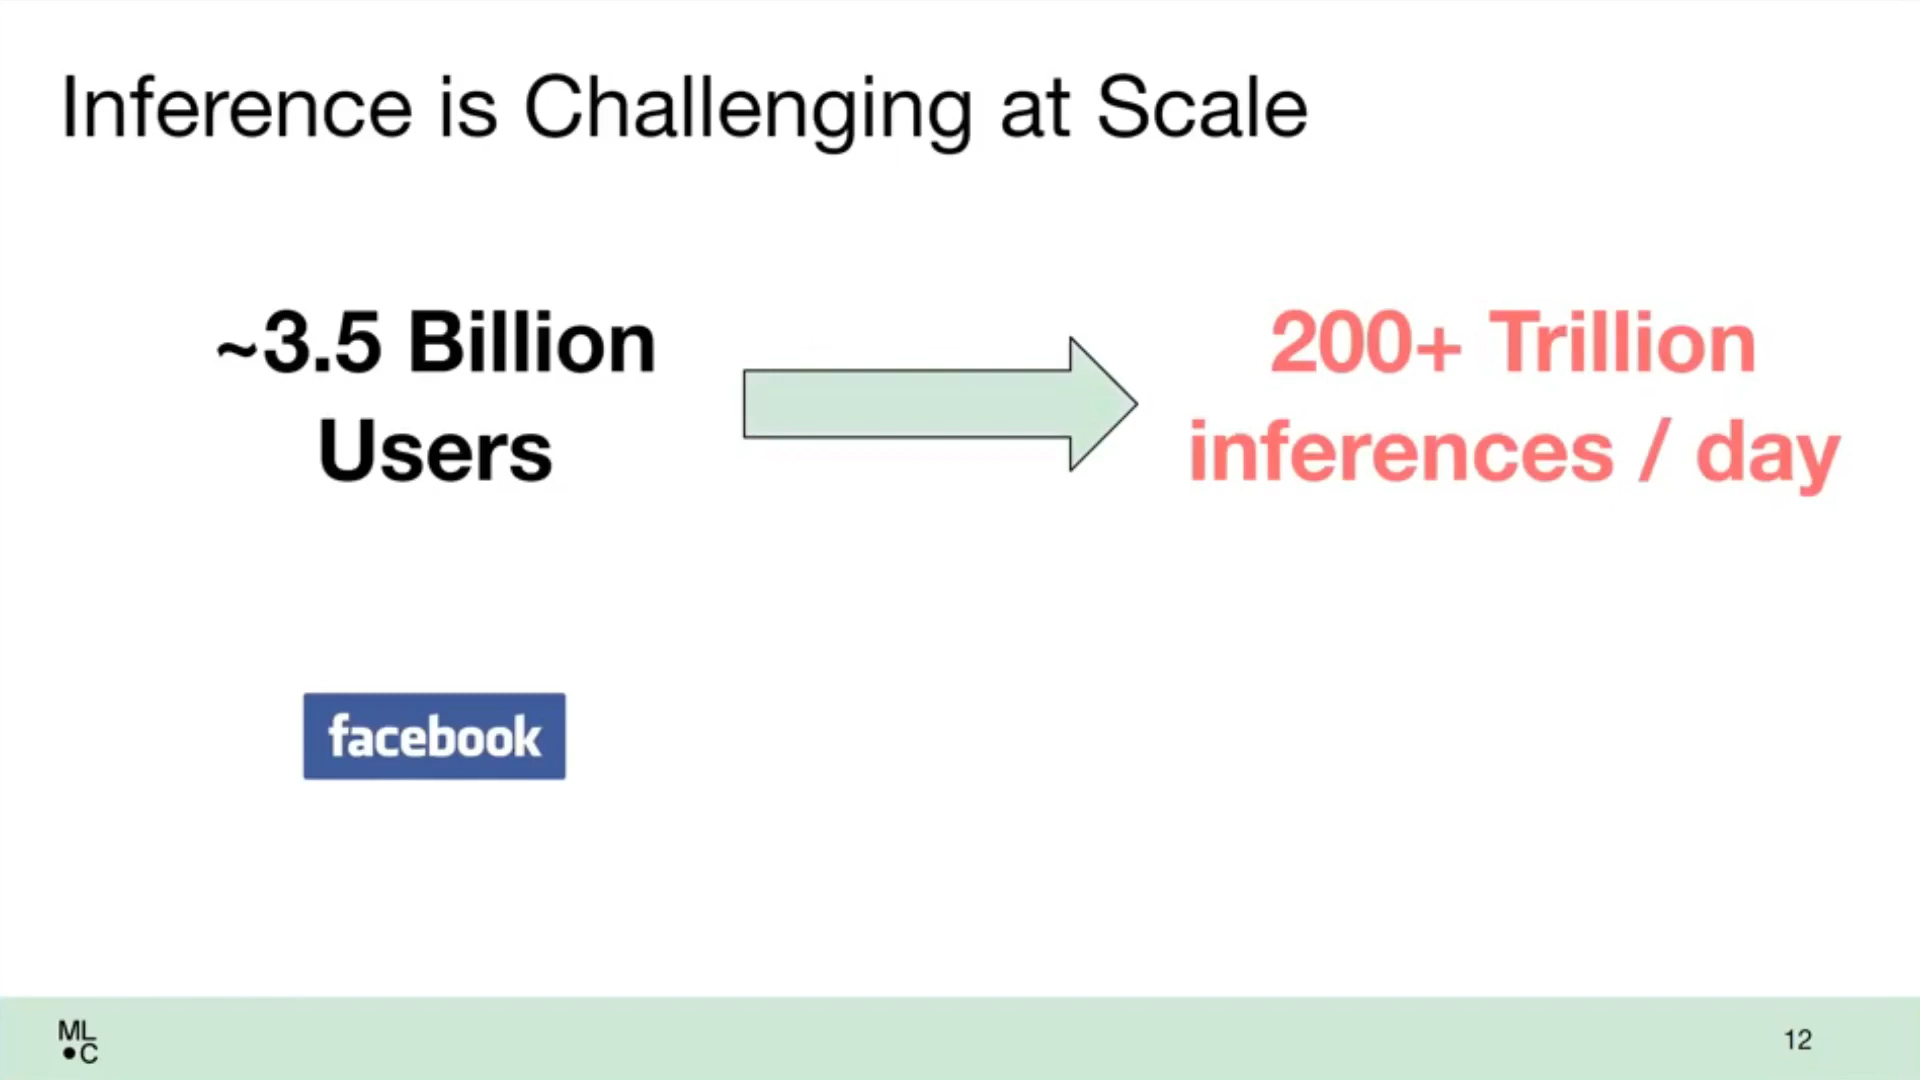 Inference is Challenging at Scale
~3.5 Billion
Users
200+ Trillion
inferences / day
facebook
ML
•C
12